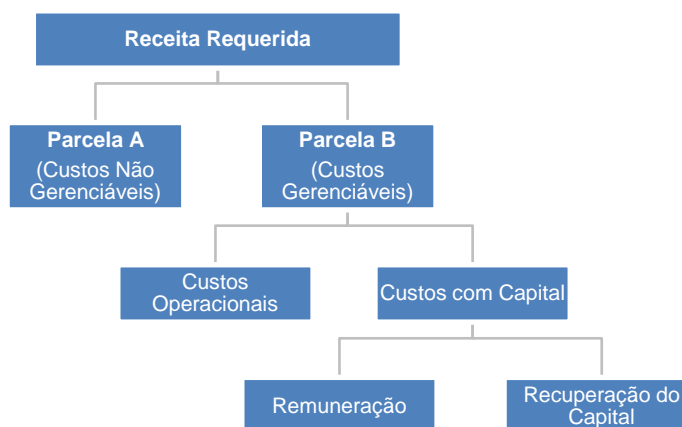 Receita Requerida
Parcela A
(Custos Não
Gerenciáveis)
Parcela B
(Custos
Gerenciáveis)
Custos
Operacionais
Custos com Capital
Remuneração
Recuperação do
Capital